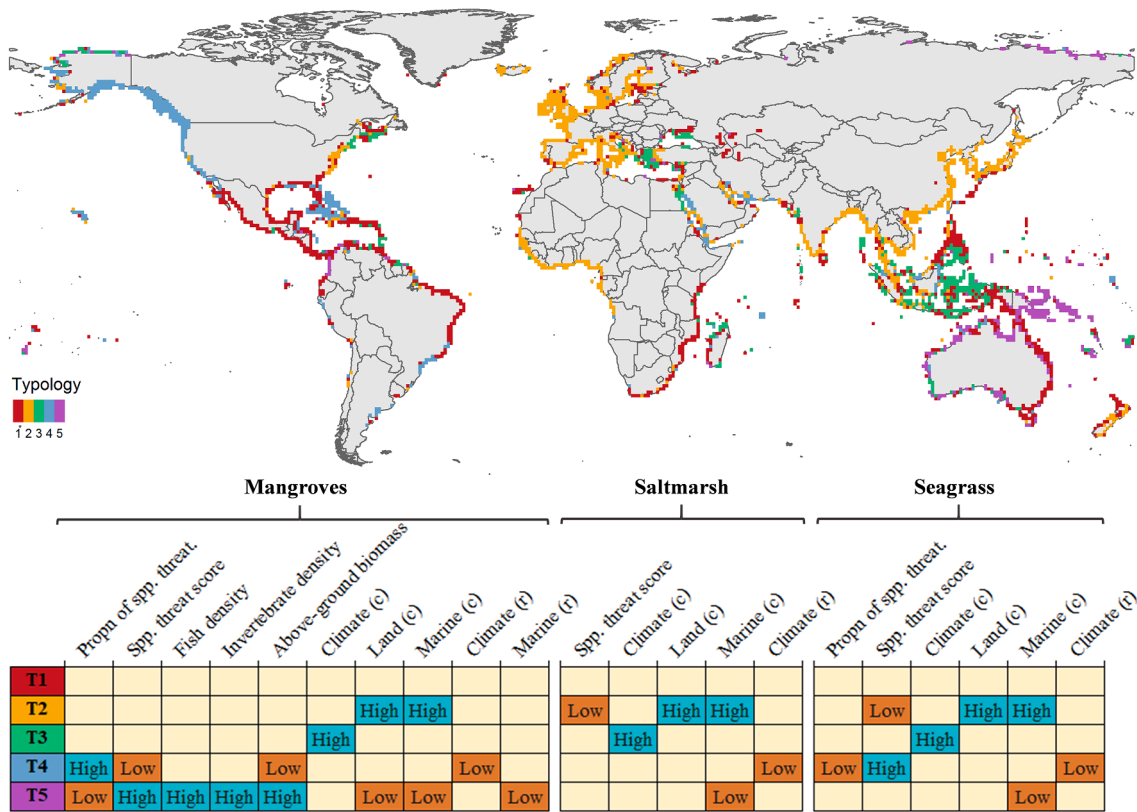 Typology
1 2 3 4 5
Mangroves
Saltmarsh
Seagrass
Propn of spp. threat.
Spp. threat score
Fish density
Invertebrate density
Above-ground biomass
Climate (c)
Land (c)
Marine (c)
Climate (r)
Marine (r)
Spp. threat score
Climate (c)
Land (c)
Marine (c)
Climate (r)
Propn of spp. threat.
Spp. threat score
Climate (c)
Land (c)
Marine (c)
Climate (r)
T1
T2 High High Low High High Low High High
T3 High High High
T4 High Low Low Low Low Low High Low
T5 Low High High High High Low Low Low Low Low